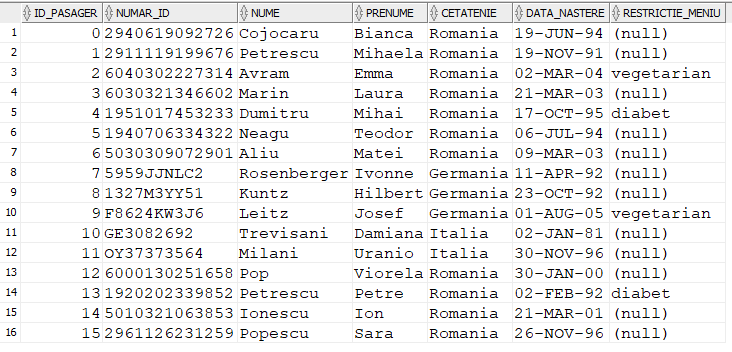 ID_PASAGER NUMAR_ID NUME PRENUME CETATENIE DATA_NASTERE RESTRICTIE_MENIU
1 0 2940619092726 Cojocaru Bianca Romania 19-JUN-94 (null)
2 1 2911119199676 Petrescu Mihaela Romania 19-NOV-91 (null)
3 2 6040302227314 Avram Emma Romania 02-MAR-04 vegetarian
4 3 6030321346602 Marin Laura Romania 21-MAR-03 (null)
5 4 1951017453233 Dumitru Mihai Romania 17-OCT-95 diabet
6 5 1940706334322 Neagu Teodor Romania 06-JUL-94 (null)
7 6 5030309072901 Aliu Matei Romania 09-MAR-03 (null)
8 7 5959JJNLC2 Rosenberger Ivonne Germania 11-APR-92 (null)
9 8 1327M3YY51 Kuntz Hilbert Germania 23-OCT-92 (null)
10 9 F8624KW3J6 Leitz Josef Germania 01-AUG-05 vegetarian
11 10 GE3082692 Trevisani Damiana Italia 02-JAN-81 (null)
12 11 OY37373564 Milani Uranio Italia 30-NOV-96 (null)
13 12 6000130251658 Pop Viorela Romania 30-JAN-00 (null)
14 13 1920202339852 Petrescu Petre Romania 02-FEB-92 diabet
15 14 5010321063853 Ionescu Ion Romania 21-MAR-01 (null)
16 15 2961126231259 Popescu Sara Romania 26-NOV-96 (null)